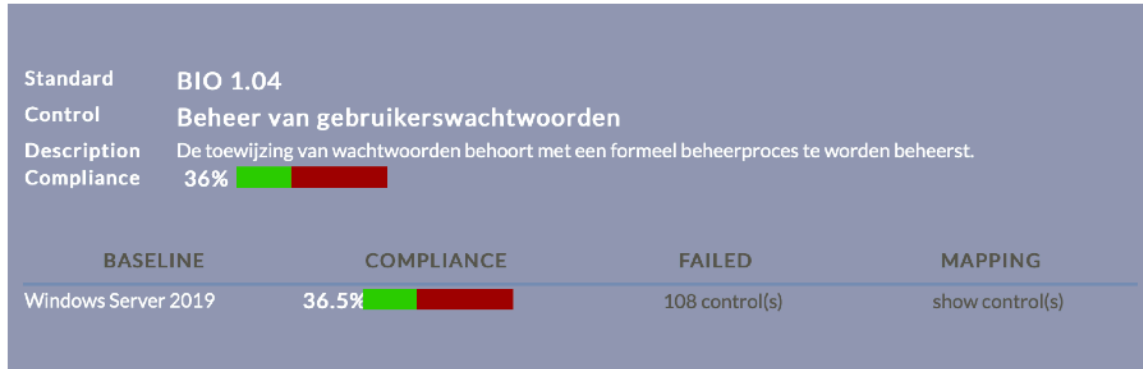 Standard BIO 1.04
Control Beheer van gebruikerswachtwoorden
Description De toewijzing van wachtwoorden behoort met een formeel beheerproces te worden beheerst.
Compliance 36%
BASELINE COMPLIANCE FAILED MAPPING
Windows Server 2019 36.5% 108 control(s) show control(s)